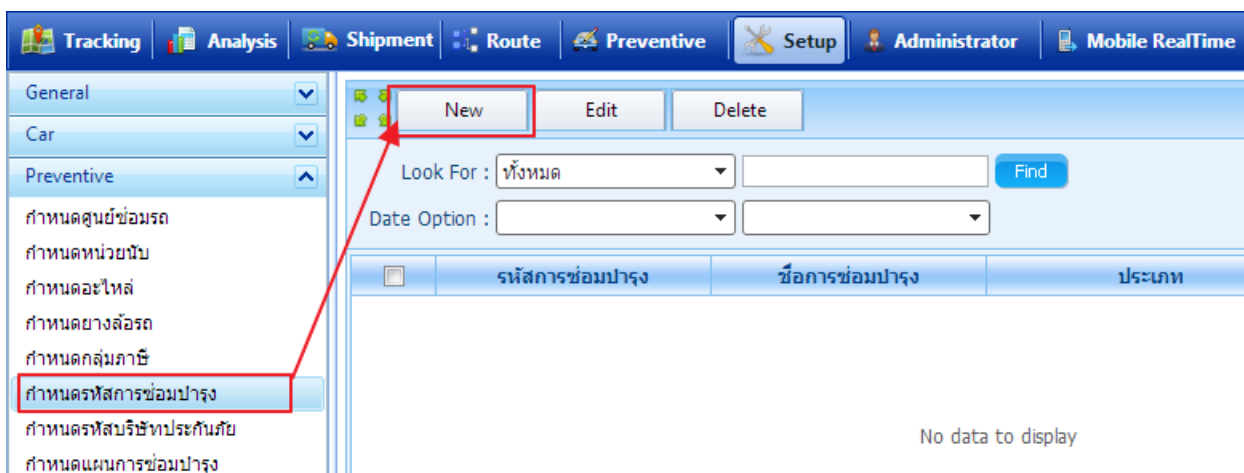 Tracking Analysis Shipment Route Preventive Setup Administrator Mobile RealTime
General
Car
Preventive
กำหนดศูนย์ซ่อมรถ
กำหนดหน่วยนับ
กำหนดอะไหล่
กำหนดยางล้อรถ
กำหนดกลุ่มภาษี
กำหนดรหัสการซ่อมบำรุง
กำหนดรหัสบริษัทประกันภัย
กำหนดแผนการซ่อมบำรุง
New Edit Delete
Look For : ทั้งหมด Find
Date Option :
รหัสการซ่อมบำรุง ชื่อการซ่อมบำรุง ประเภท
No data to display